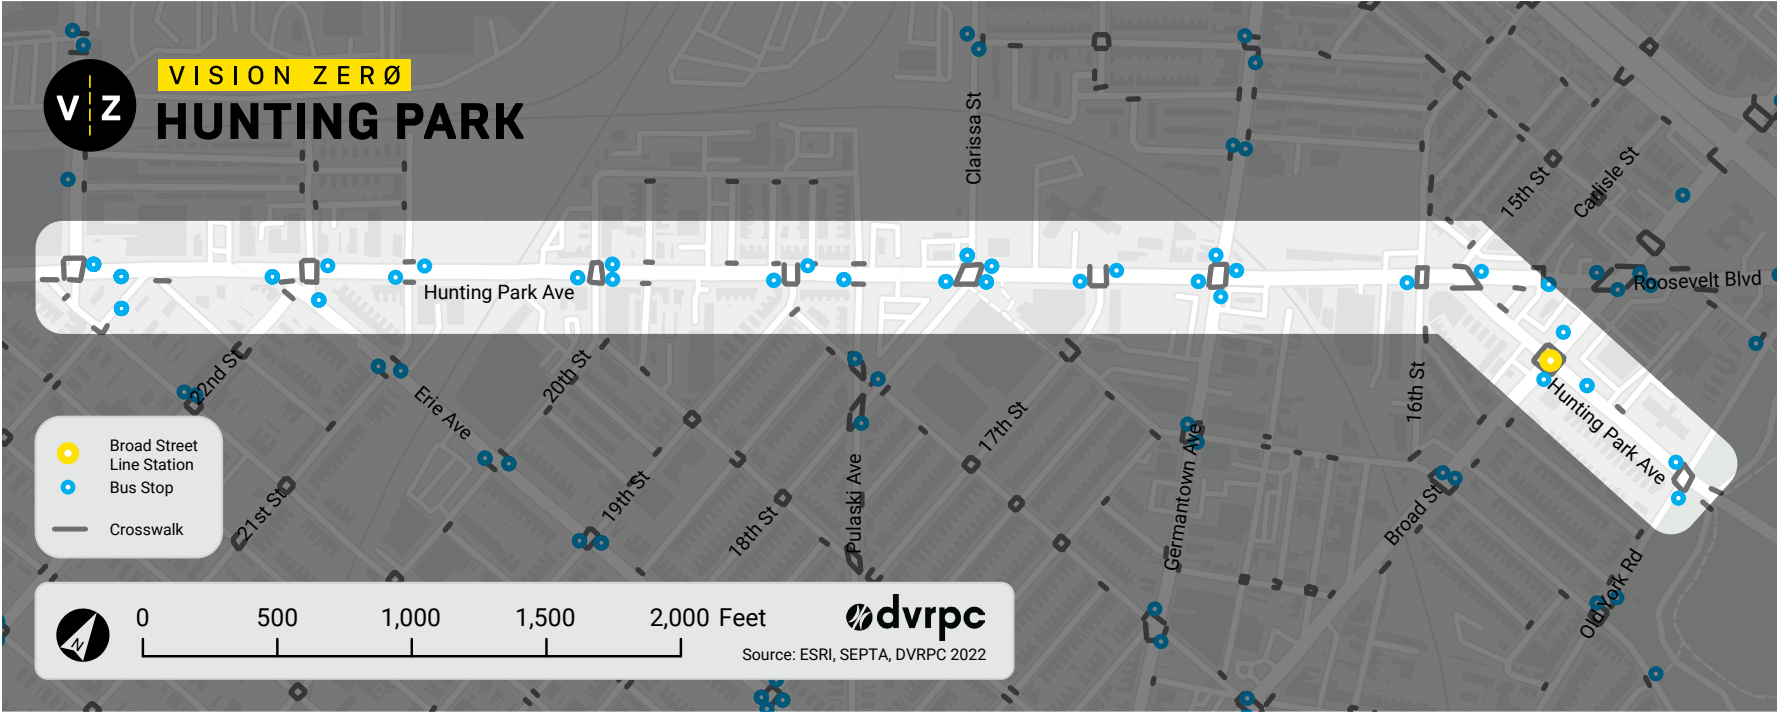 V Z
VISION ZERØ
HUNTING PARK
Clarissa St
15th St
Carlisle St
Roosevelt Blvd
Hunting Park Ave
22nd St
Erie Ave
20th St
17th St
16th St
Hunting Park Ave
Broad Street
Line Station
Bus Stop
Crosswalk
21st St
19th St
18th St
Pulaski Ave
Germantown Ave
Broad St
Old York Rd
N
0 500 1,000 1,500 2,000 Feet
dvrpc
Source: ESRI, SEPTA, DVRPC 2022